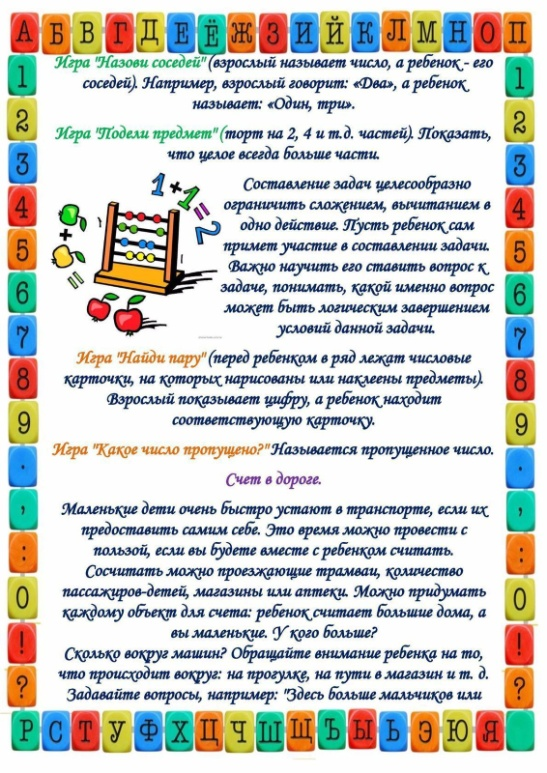 А Б В Г Д Е Ё Ж З И Й К Л М Н О П
Игра "Назови соседей" (взрослый называет число, а ребенок - его
соседей). Например, взрослый говорит: «Два», а ребенок
называет: «Один, три».
Игра "Подели предмет" (торт на 2, 4 и т.д. частей). Показать,
что целое всегда больше части.
1+1=2
Составление задач целесообразно
ограничить сложением, вычитанием в
одно действие. Пусть ребенок сам
примет участие в составлении задачи.
Важно научить его ставить вопрос к
задаче, понимать, какой именно вопрос
может быть логическим завершением
условий данной задачи.
+
=
Игра "Найди пару" (перед ребенком в ряд лежат числовые
карточки, на которых нарисованы или наклеены предметы).
Взрослый показывает цифру, а ребенок находит
соответствующую карточку.
Игра "Какое число пропущено?" Называется пропущенное число.
Счет в дороге.
Маленькие дети очень быстро устают в транспорте, если их
предоставить самим себе. Это время можно провести с
пользой, если вы будете вместе с ребенком считать.
Сосчитать можно проезжающие трамваи, количество
пассажиров-детей, магазины или аптеки. Можно придумать
каждому объект для счета: ребенок считает большие дома, а
вы маленькие. У кого больше?
Сколько вокруг машин? Обращайте внимание ребенка на то,
что происходит вокруг: на прогулке, на пути в магазин и т. д.
Задавайте вопросы, например: "Здесь больше мальчиков или
1
2
3
4
5
6
7
8
9
.
,
:
0
!
?
1
2
3
4
5
6
7
8
9
.
,
:
0
!
?
Р С Т У Ф Х Ц Ч Ш Щ Ъ Ы Ь Э Ю Я